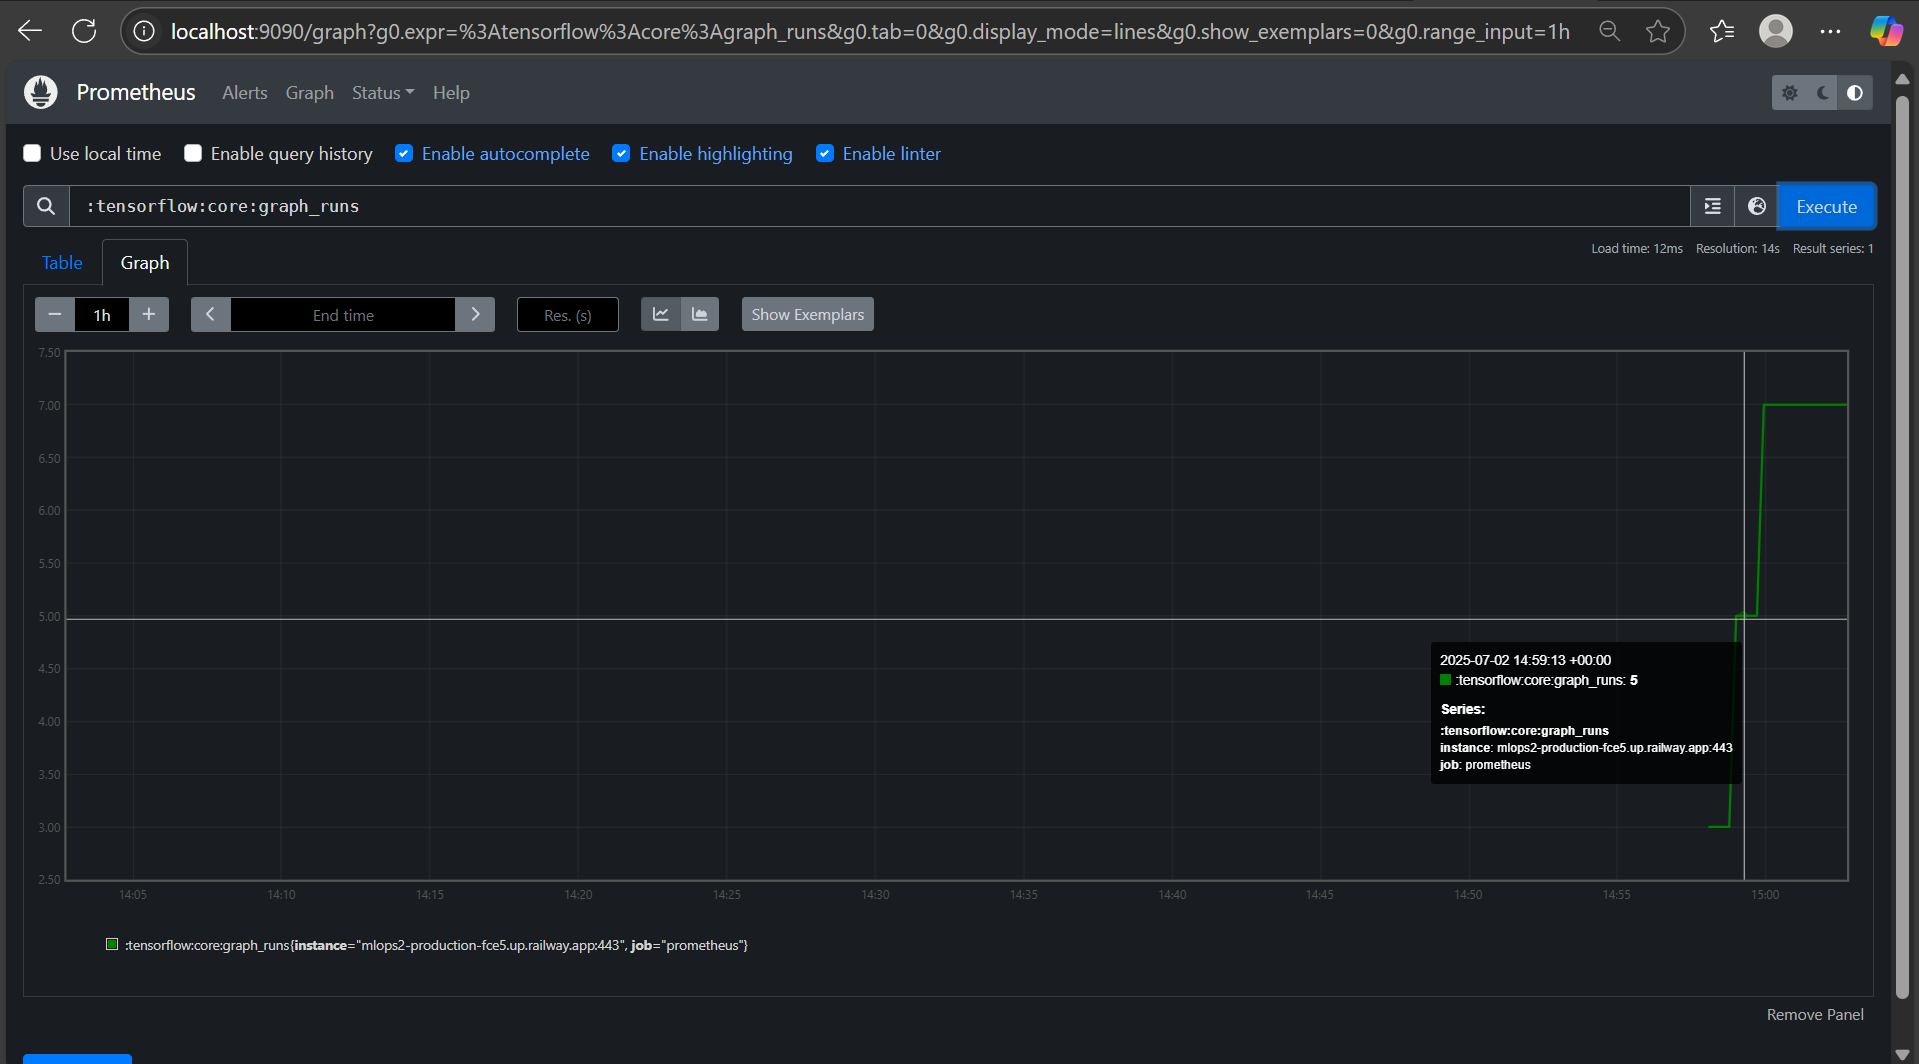 localhost:9090/graph?g0.expr=%3Atensorflow%3Acore%3Agraph_runs&g0.tab=0&g0.display_mode=lines&g0.show_exemplars=0&g0.range_input=1h
Prometheus Alerts Graph Status Help
Use local time Enable query history Enable autocomplete Enable highlighting Enable linter
:tensorflow:core:graph_runs Execute
Load time: 12ms Resolution: 14s Result series: 1
Table Graph
− 1h + End time Res. (s) Show Exemplars
7.50
7.00
6.50
6.00
5.50
5.00
4.50
4.00
3.50
3.00
2.50
2025-07-02 14:59:13 +00:00
:tensorflow:core:graph_runs: 5
Series:
:tensorflow:core:graph_runs
instance: mlops2-production-fce5.up.railway.app:443
job: prometheus
14:05 14:10 14:15 14:20 14:25 14:30 14:35 14:40 14:45 14:50 14:55 15:00
:tensorflow:core:graph_runs{instance="mlops2-production-fce5.up.railway.app:443", job="prometheus"}
Remove Panel